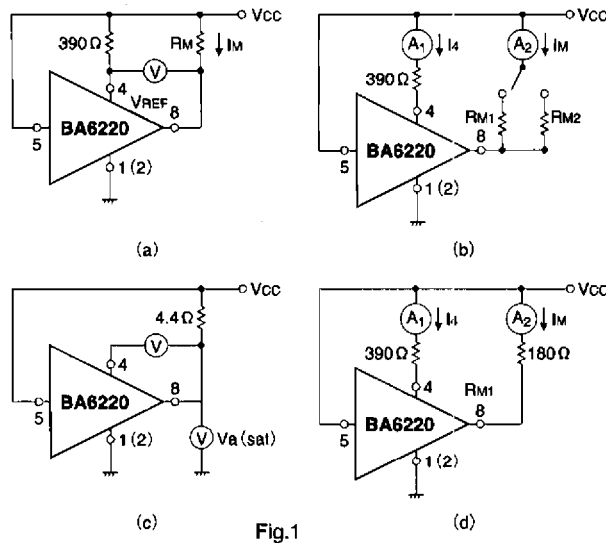 VCC
390Ω
RM
IM
V
VREF
4
8
BA6220
5
1(2)
(a)
VCC
A1
I4
A2
IM
390Ω
4
RM1
RM2
8
BA6220
5
1(2)
(b)
VCC
4.4Ω
V
4
8
BA6220
5
1(2)
V
Va(sat)
(c)
VCC
A1
I4
A2
IM
390Ω
180Ω
4
RM1
8
BA6220
5
1(2)
(d)
Fig.1